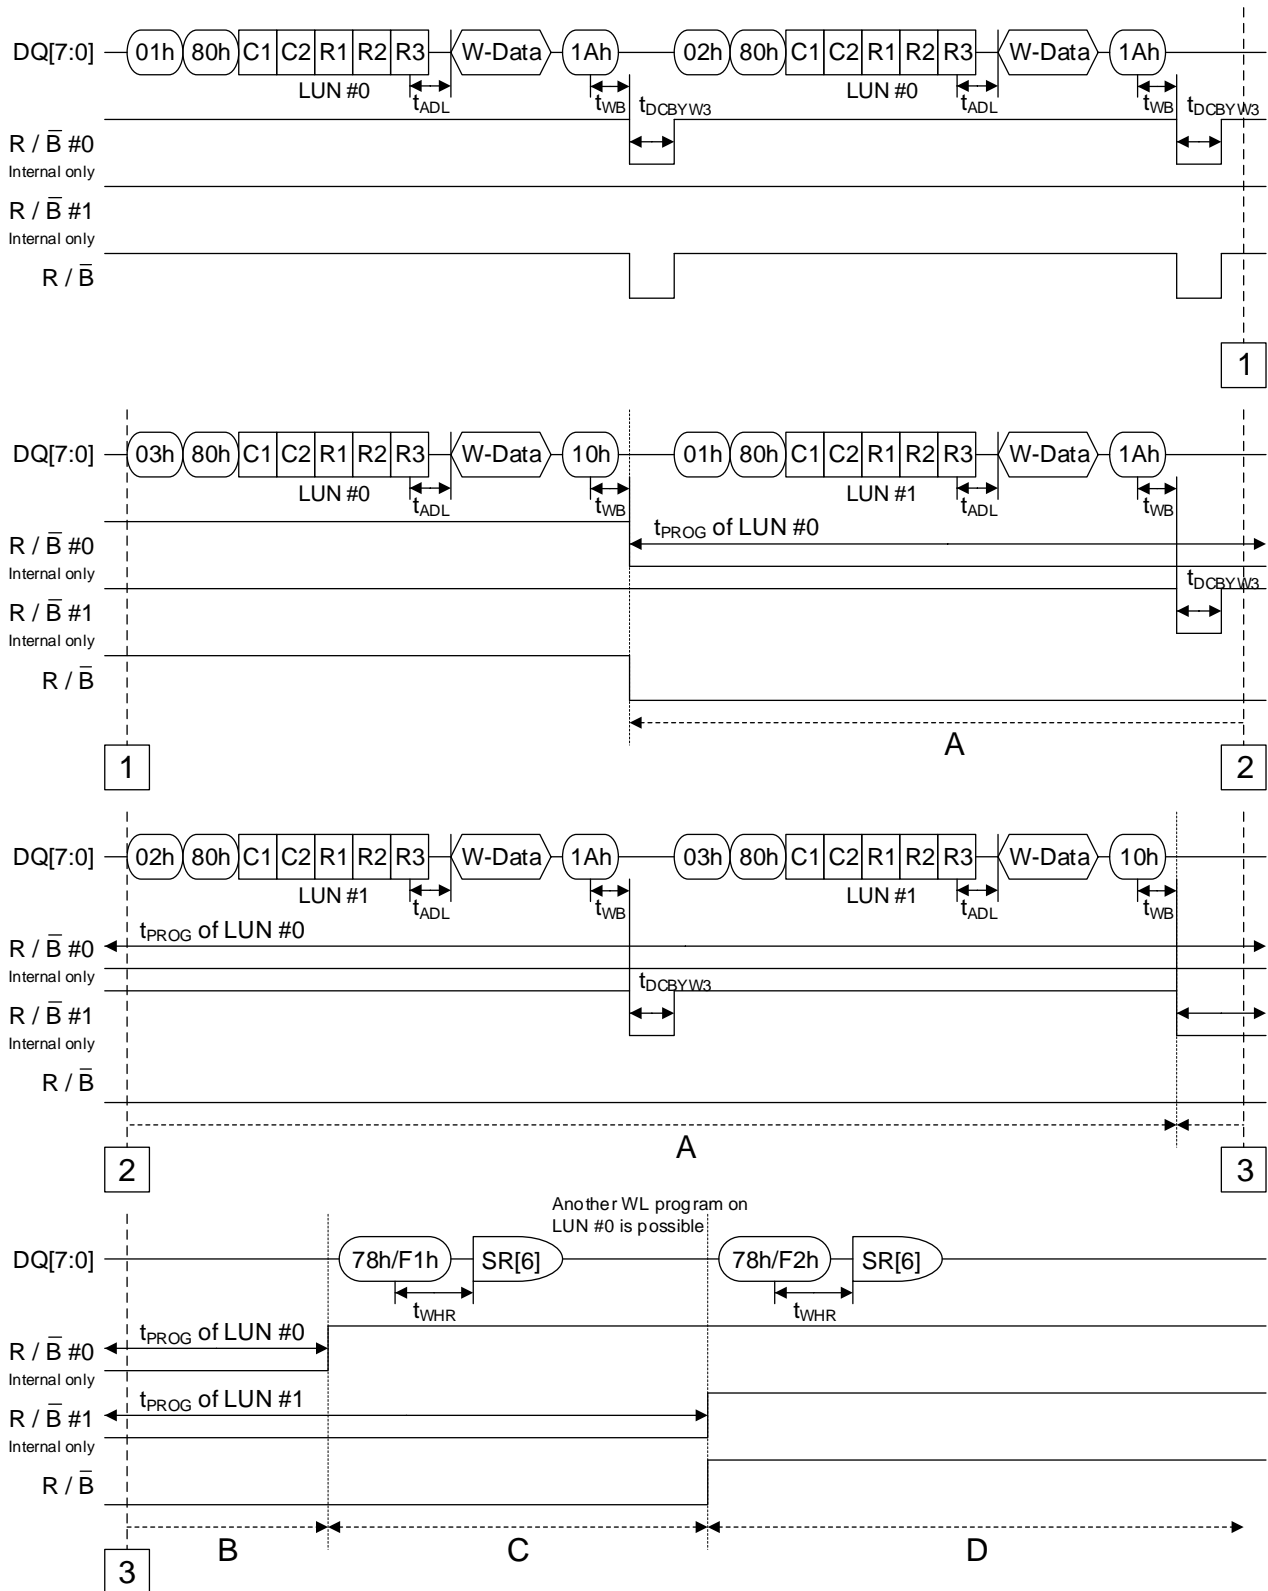 DQ[7:0] 01h 80h C1 C2 R1 R2 R3 W-Data 1Ah 02h 80h C1 C2 R1 R2 R3 W-Data 1Ah
LUN #0 tADL tWB tDCBYW3 LUN #0 tADL tWB tDCBYW3
R / B̅ #0
Internal only
R / B̅ #1
Internal only
R / B̅
1
DQ[7:0] 03h 80h C1 C2 R1 R2 R3 W-Data 10h 01h 80h C1 C2 R1 R2 R3 W-Data 1Ah
LUN #0 tADL tWB LUN #1 tADL tWB
tPROG of LUN #0
R / B̅ #0
Internal only
tDCBYW3
R / B̅ #1
Internal only
R / B̅
A
1 2
DQ[7:0] 02h 80h C1 C2 R1 R2 R3 W-Data 1Ah 03h 80h C1 C2 R1 R2 R3 W-Data 10h
LUN #1 tADL tWB LUN #1 tADL tWB
tPROG of LUN #0
R / B̅ #0
Internal only
tDCBYW3
R / B̅ #1
Internal only
R / B̅
A
2 3
Another WL program on
LUN #0 is possible
DQ[7:0] 78h/F1h SR[6] 78h/F2h SR[6]
tWHR tWHR
tPROG of LUN #0
R / B̅ #0
Internal only
tPROG of LUN #1
R / B̅ #1
Internal only
R / B̅
B C D
3